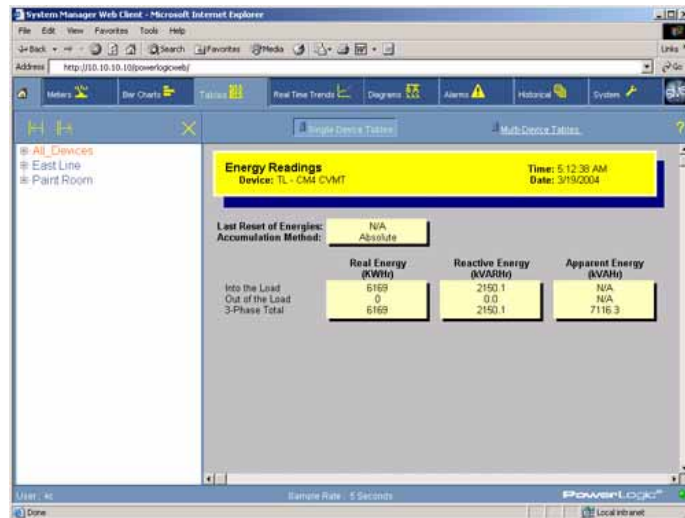 System Manager Web Client - Microsoft Internet Explorer
File Edit View Favorites Tools Help
Back Search Favorites Media
Links
Address http://10.10.10.10/powerlogicweb/ Go
Meters Bar Charts Tables Real Time Trends Diagrams Alarms Historical System
Single Device Tables Multi-Device Tables ?
All_Devices
East Line
Paint Room
Energy Readings Time: 5:12:38 AM
Device: TL - CM4 CVMT Date: 3/19/2004
Last Reset of Energies: N/A
Accumulation Method: Absolute
Real Energy (KWHr) Reactive Energy (kVARHr) Apparent Energy (kVAHr)
Into the Load 6169 2150.1 N/A
Out of the Load 0 0.0 N/A
3-Phase Total 6169 2150.1 7116.3
Sample Rate : 5 Seconds PowerLogic
Done Local intranet